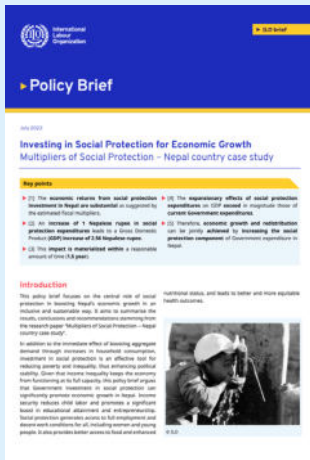 International
Labour
Organization
▸ ILO brief
▸ Policy Brief
July 2023
Investing in Social Protection for Economic Growth
Multipliers of Social Protection – Nepal country case study
Key points
▸ [1] The economic returns from social protection
investment in Nepal are substantial as suggested by
the estimated fiscal multipliers.
▸ [2] An increase of 1 Nepalese rupee in social
protection expenditures leads to a Gross Domestic
Product (GDP) increase of 2.56 Nepalese rupee.
▸ [3] This impact is materialized within a reasonable
amount of time (1.5 year).
▸ [4] The expansionary effects of social protection
expenditures on GDP exceed in magnitude those of
current Government expenditures.
▸ [5] Therefore, economic growth and redistribution
can be jointly achieved by increasing the social
protection component of Government expenditure in
Nepal.
Introduction
This policy brief focuses on the central role of social
protection in boosting Nepal's economic growth in an
inclusive and sustainable way. It aims to summarise the
results, conclusions and recommendations stemming from
the research paper "Multipliers of Social Protection – Nepal
country case study".
In addition to the immediate effect of boosting aggregate
demand through increases in household consumption,
investment in social protection is an effective tool for
reducing poverty and inequality, thus enhancing political
stability. Given that income inequality keeps the economy
from functioning at its full capacity, this policy brief argues
that Government investment in social protection can
significantly promote economic growth in Nepal. Income
security reduces child labor and promotes a significant
boost in educational attainment and entrepreneurship.
Social protection generates access to full employment and
decent work conditions for all, including women and young
people. It also provides better access to food and enhanced
nutritional status, and leads to better and more equitable
health outcomes.
© ILO